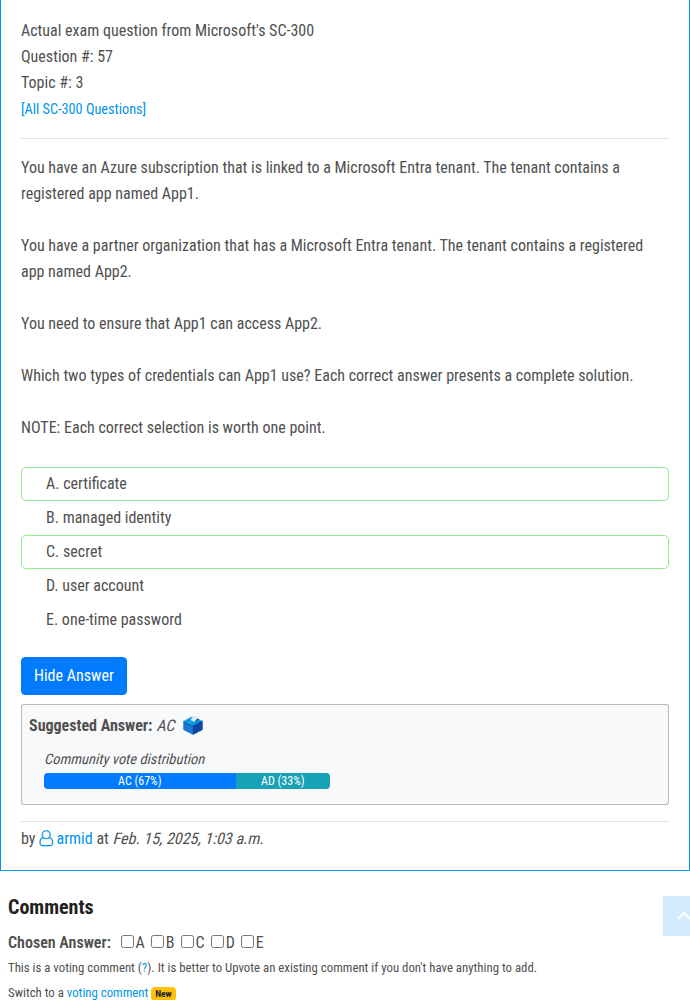 Actual exam question from Microsoft's SC-300
Question #: 57
Topic #: 3
[All SC-300 Questions]
You have an Azure subscription that is linked to a Microsoft Entra tenant. The tenant contains a
registered app named App1.
You have a partner organization that has a Microsoft Entra tenant. The tenant contains a registered
app named App2.
You need to ensure that App1 can access App2.
Which two types of credentials can App1 use? Each correct answer presents a complete solution.
NOTE: Each correct selection is worth one point.
A. certificate
B. managed identity
C. secret
D. user account
E. one-time password
Hide Answer
Suggested Answer: AC
Community vote distribution
AC (67%) AD (33%)
by armid at Feb. 15, 2025, 1:03 a.m.
Comments
Chosen Answer: A B C D E
This is a voting comment (?). It is better to Upvote an existing comment if you don't have anything to add.
Switch to a voting comment New